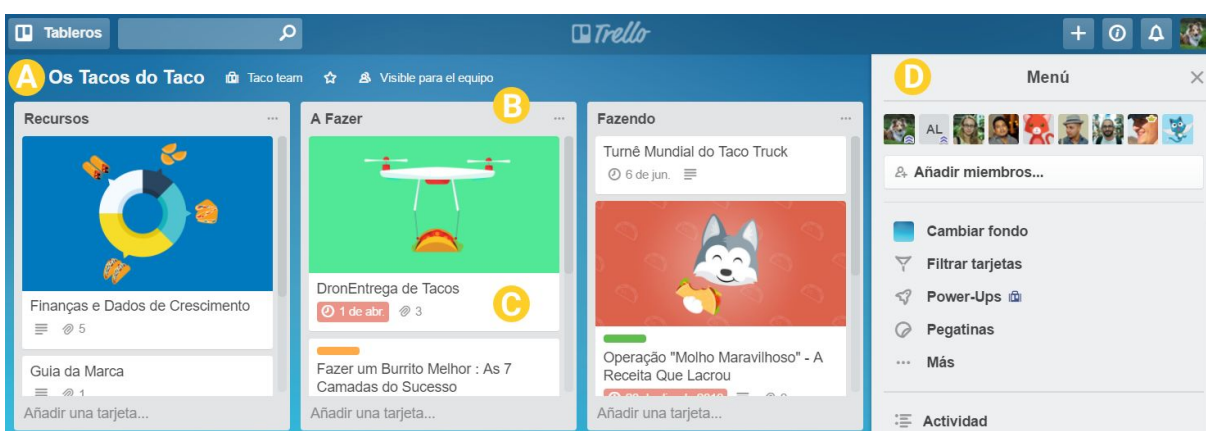 Tableros
Trello
A Os Tacos do Taco Taco team Visible para el equipo
B
Recursos
Finanças e Dados de Crescimento
5
Guia da Marca
1
Añadir una tarjeta...
A Fazer
DronEntrega de Tacos
1 de abr. 3
C
Fazer um Burrito Melhor : As 7
Camadas do Sucesso
Añadir una tarjeta...
Fazendo
Turnê Mundial do Taco Truck
6 de jun.
Operação "Molho Maravilhoso" - A
Receita Que Lacrou
Añadir una tarjeta...
D Menú
AL
Añadir miembros...
Cambiar fondo
Filtrar tarjetas
Power-Ups
Pegatinas
Más
Actividad